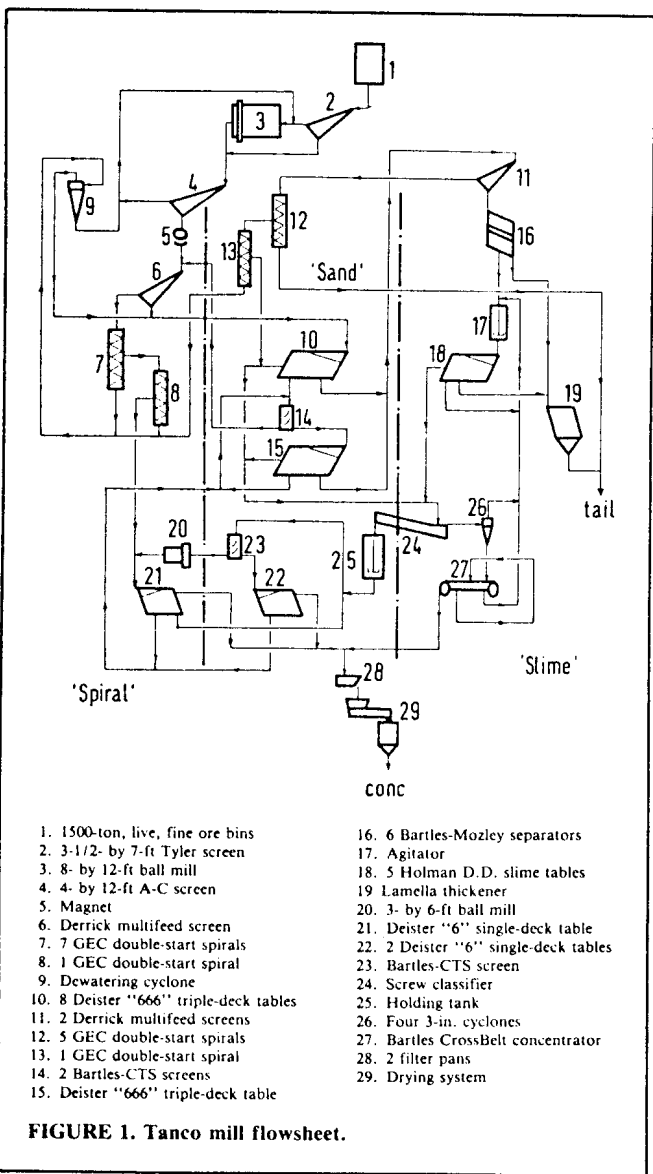 1
2
3
4
5
6
7
8
9
10
11
12
13
14
15
16
17
18
19
20
21
22
23
24
25
26
27
28
29
'Sand'
'Spiral'
'Slime'
tail
conc
1. 1500-ton, live, fine ore bins
2. 3-1/2- by 7-ft Tyler screen
3. 8- by 12-ft ball mill
4. 4- by 12-ft A-C screen
5. Magnet
6. Derrick multifeed screen
7. 7 GEC double-start spirals
8. 1 GEC double-start spiral
9. Dewatering cyclone
10. 8 Deister "666" triple-deck tables
11. 2 Derrick multifeed screens
12. 5 GEC double-start spirals
13. 1 GEC double-start spiral
14. 2 Bartles-CTS screens
15. Deister "666" triple-deck table
16. 6 Bartles-Mozley separators
17. Agitator
18. 5 Holman D.D. slime tables
19 Lamella thickener
20. 3- by 6-ft ball mill
21. Deister "6" single-deck table
22. 2 Deister "6" single-deck tables
23. Bartles-CTS screen
24. Screw classifier
25. Holding tank
26. Four 3-in. cyclones
27. Bartles CrossBelt concentrator
28. 2 filter pans
29. Drying system
FIGURE 1. Tanco mill flowsheet.